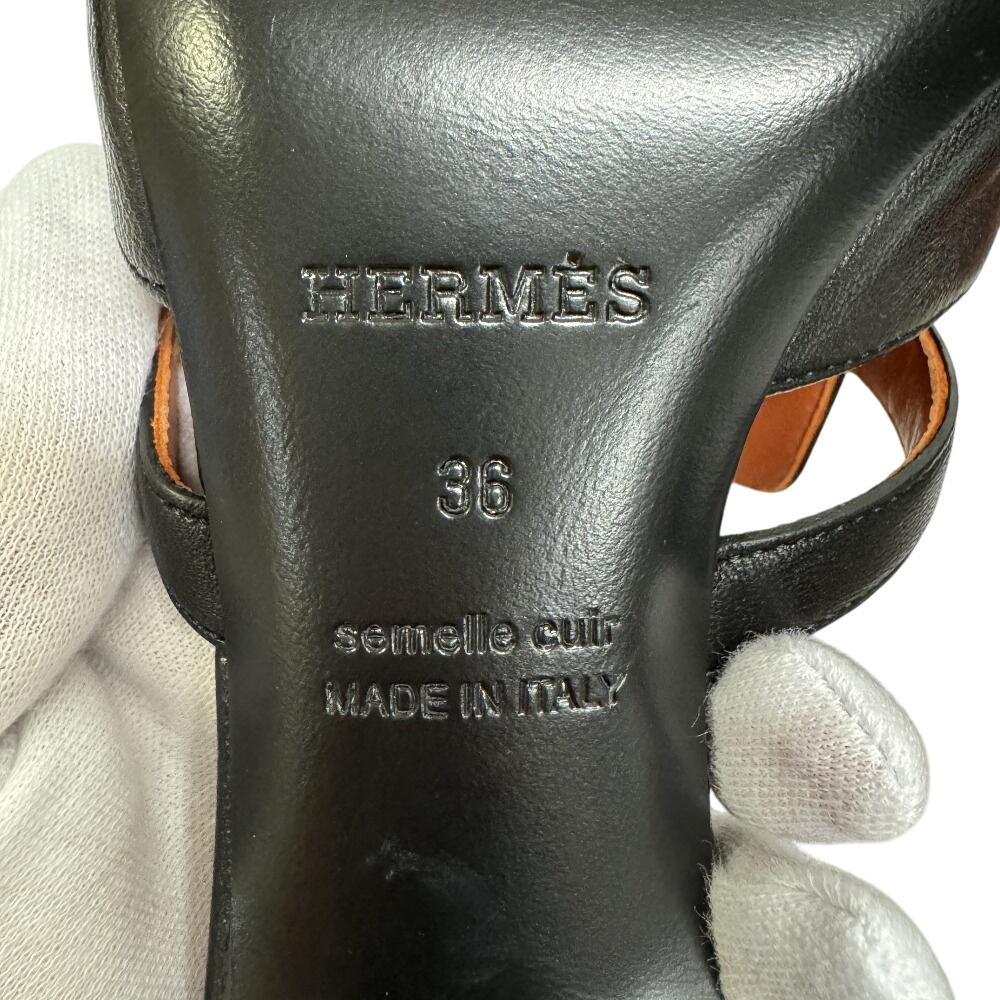 HERMÈS
36
semelle cuir
MADE IN ITALY